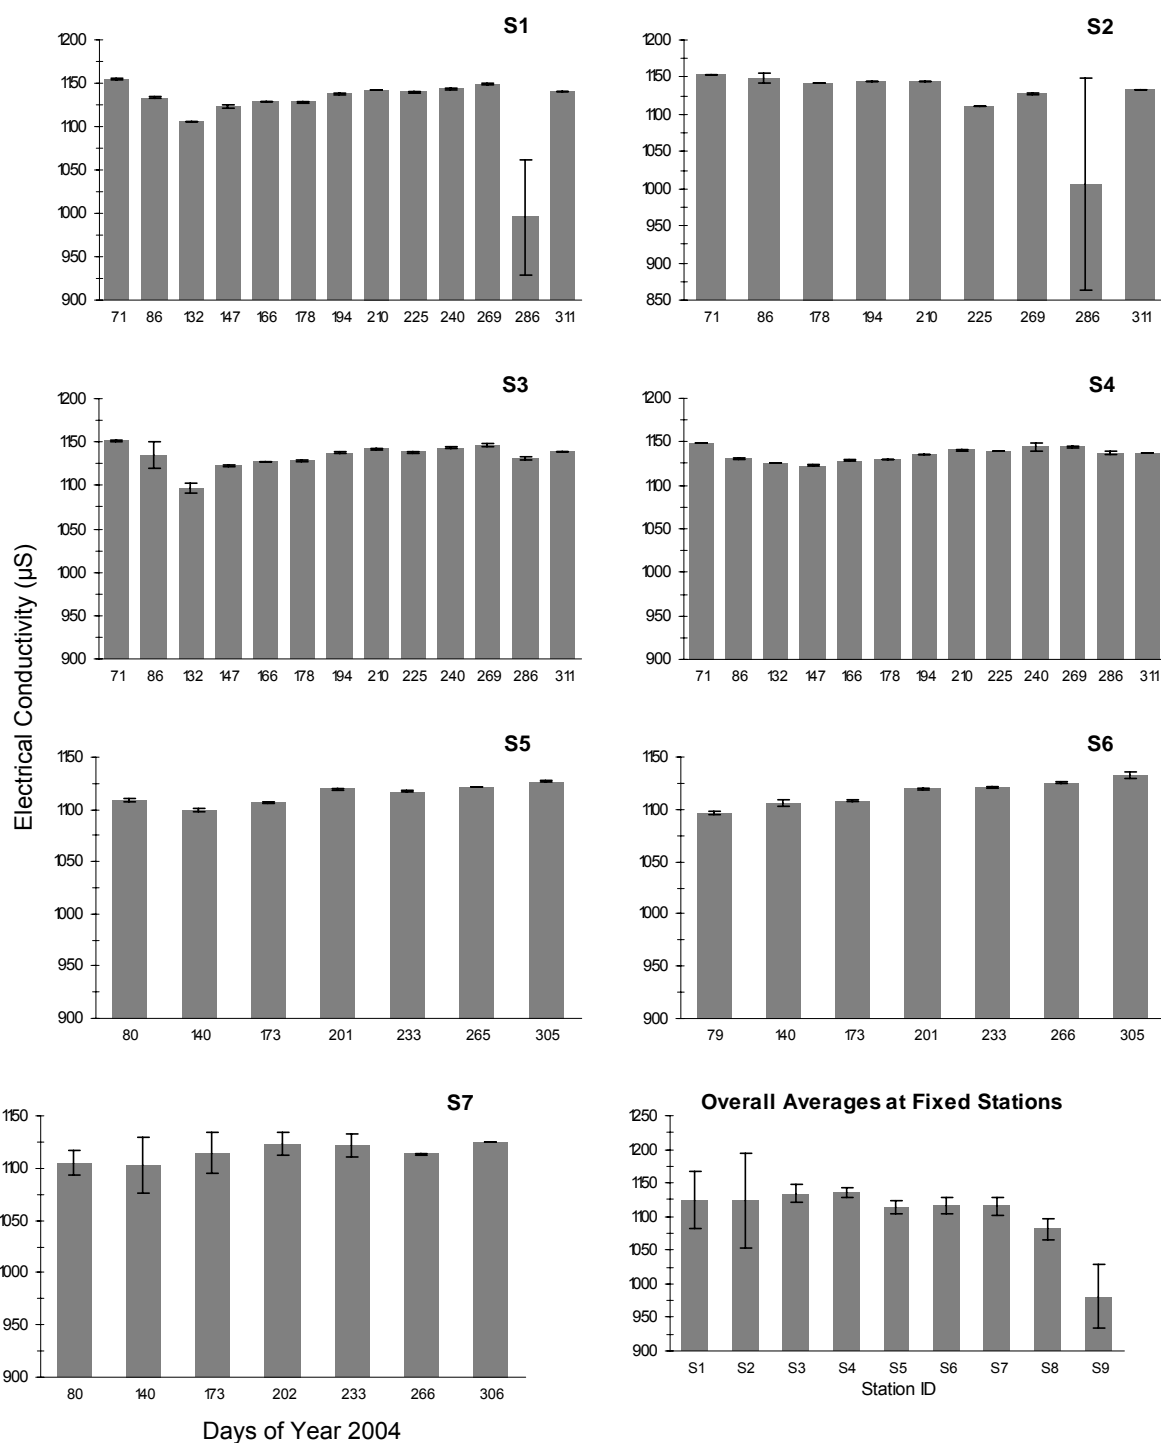 S1
1200
1150
1100
1050
1000
950
900
71 86 132 147 166 178 194 210 225 240 269 286 311
S2
1200
1150
1100
1050
1000
950
900
850
71 86 178 194 210 225 269 286 311
Electrical Conductivity (µS)
S3
1200
1150
1100
1050
1000
950
900
71 86 132 147 166 178 194 210 225 240 269 286 311
S4
1200
1150
1100
1050
1000
950
900
71 86 132 147 166 178 194 210 225 240 269 286 311
S5
1150
1100
1050
1000
950
900
80 140 173 201 233 265 305
S6
1150
1100
1050
1000
950
900
79 140 173 201 233 266 305
S7
1150
1100
1050
1000
950
900
80 140 173 202 233 266 306
Days of Year 2004
Overall Averages at Fixed Stations
1250
1200
1150
1100
1050
1000
950
900
S1 S2 S3 S4 S5 S6 S7 S8 S9
Station ID